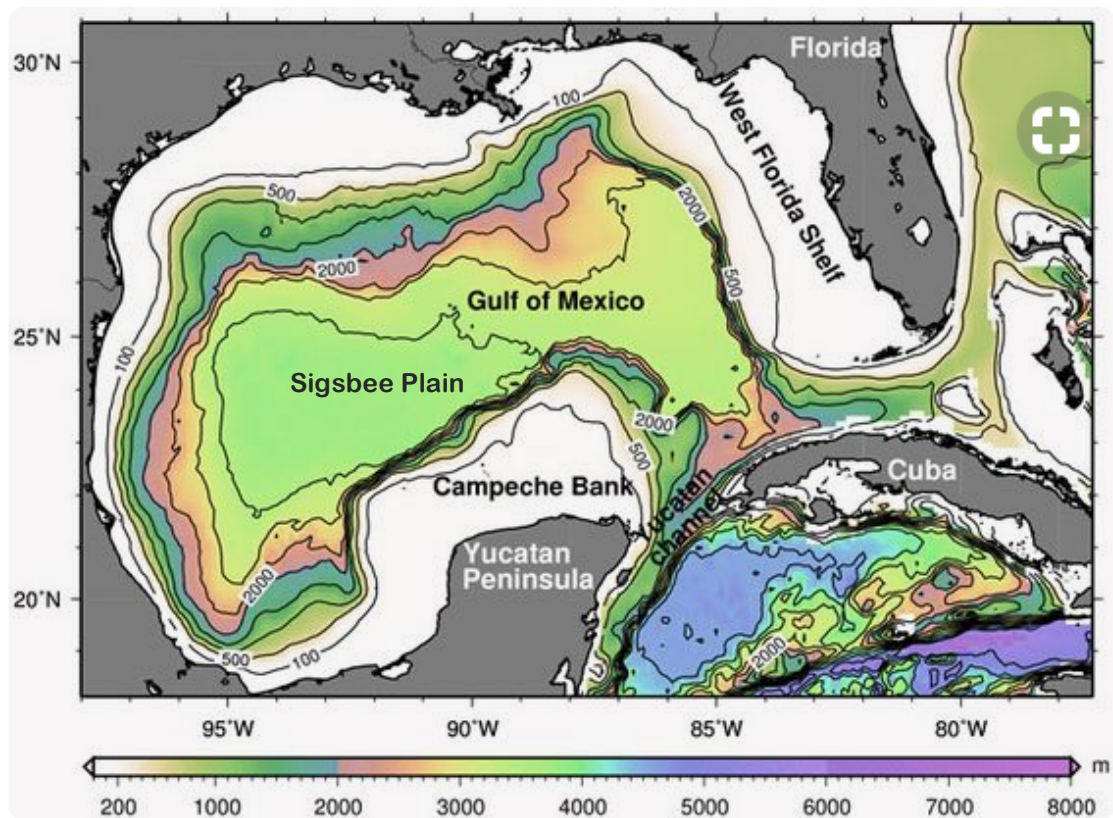 30°N
Florida
100
West Florida Shelf
500
2000
2000
500
Gulf of Mexico
25°N
100
Sigsbee Plain
2000
500
Cuba
Campeche Bank
Yucatan
channel
Yucatan
Peninsula
2000
20°N
2000
500
100
95°W
90°W
85°W
80°W
m
200
1000
2000
3000
4000
5000
6000
7000
8000